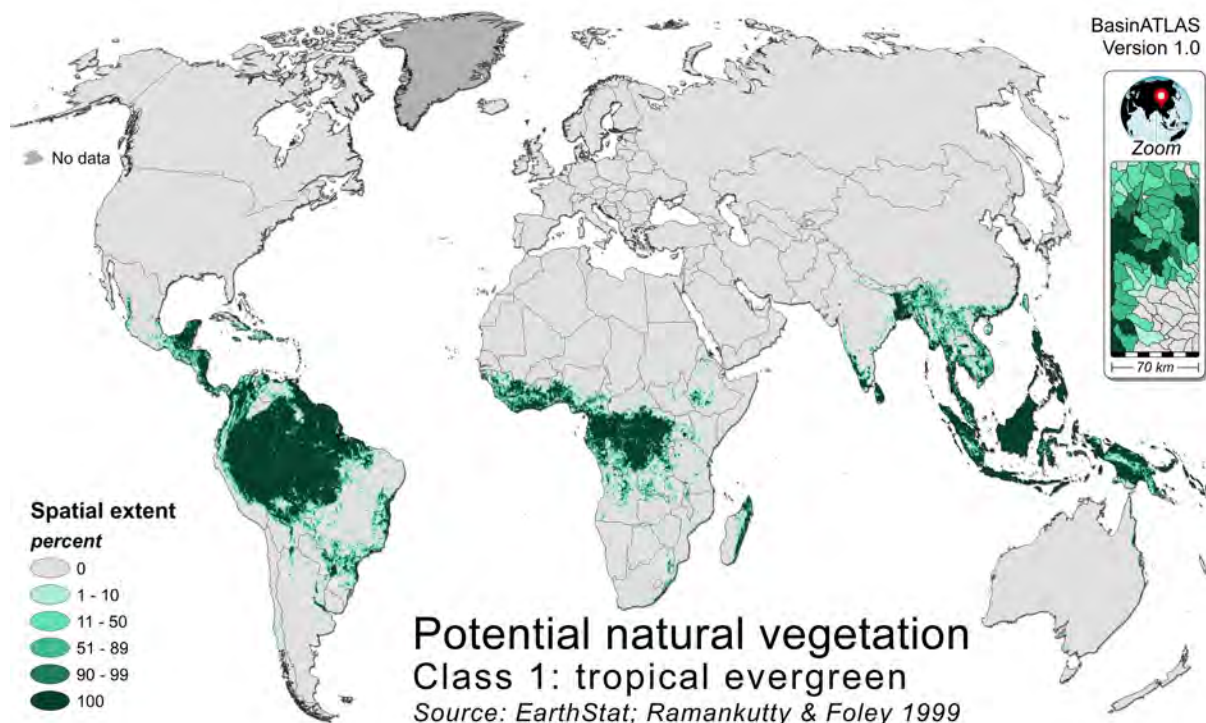 BasinATLAS
Version 1.0
Zoom
70 km
No data
Spatial extent
percent
0
1 - 10
11 - 50
51 - 89
90 - 99
100
Potential natural vegetation
Class 1: tropical evergreen
Source: EarthStat; Ramankutty & Foley 1999